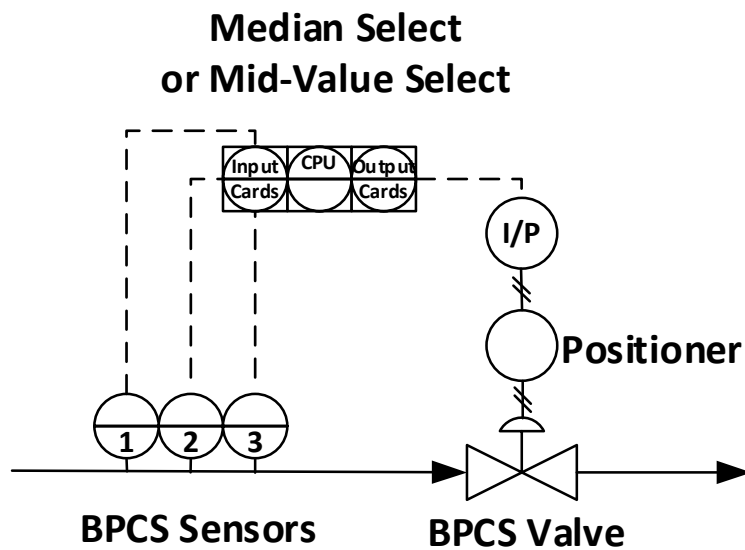 Median Select
or Mid-Value Select
Input CPU Output
Cards Cards
I/P
Positioner
1 2 3
BPCS Sensors BPCS Valve